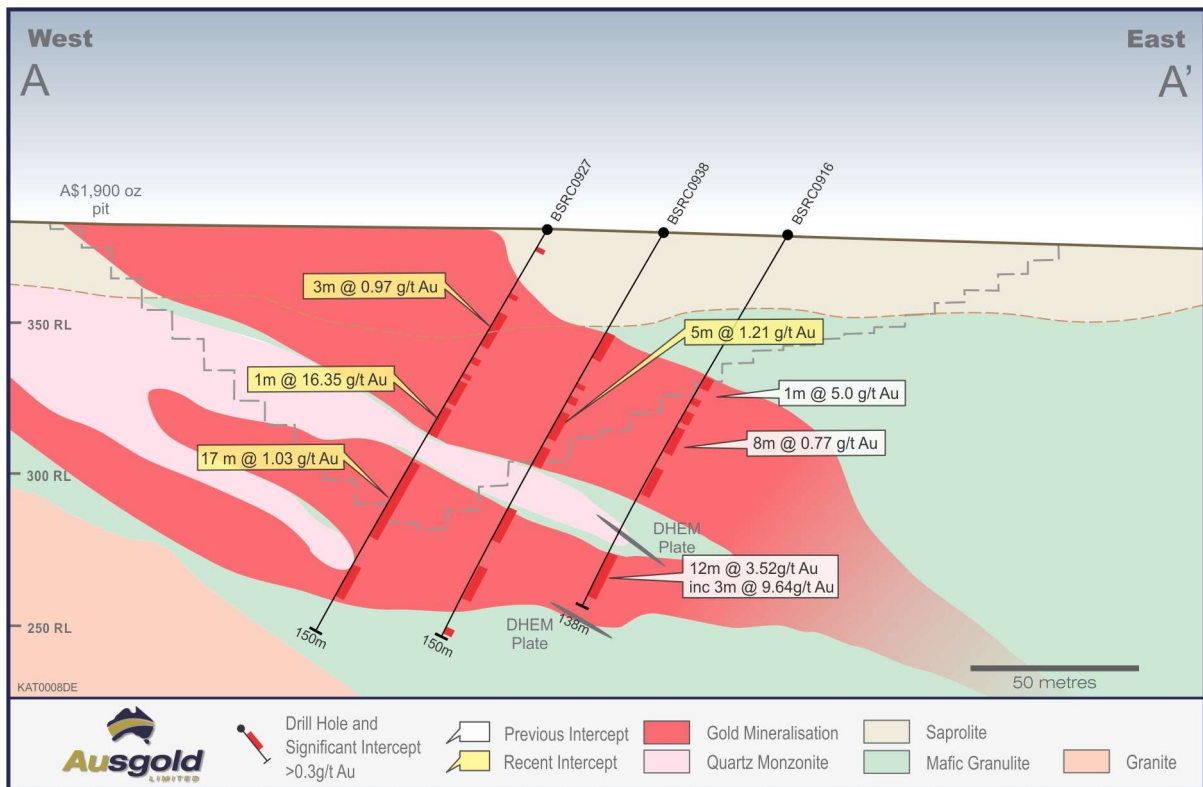 West
A
East
A'
A$1,900 oz
pit
BSRC0927
BSRC0938
BSRC0916
3m @ 0.97 g/t Au
5m @ 1.21 g/t Au
1m @ 16.35 g/t Au
1m @ 5.0 g/t Au
8m @ 0.77 g/t Au
17 m @ 1.03 g/t Au
350 RL
300 RL
250 RL
DHEM
Plate
12m @ 3.52g/t Au
inc 3m @ 9.64g/t Au
DHEM
Plate
150m
150m
138m
50 metres
KAT0008DE
Ausgold
LIMITED
Drill Hole and
Significant Intercept
>0.3g/t Au
Previous Intercept
Recent Intercept
Gold Mineralisation
Quartz Monzonite
Saprolite
Mafic Granulite
Granite